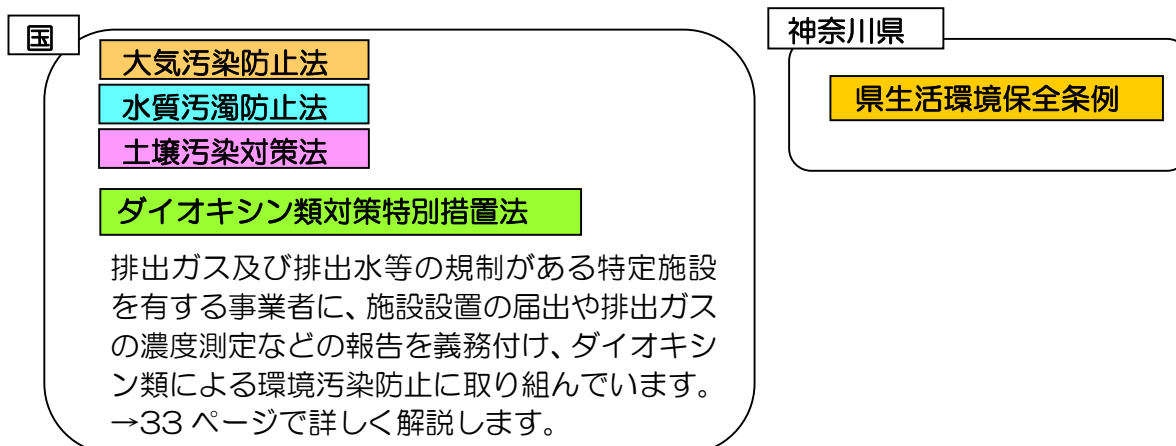 国
大気汚染防止法
水質汚濁防止法
土壌汚染対策法
ダイオキシン類対策特別措置法
排出ガス及び排出水等の規制がある特定施設
を有する事業者に、施設設置の届出や排出ガス
の濃度測定などの報告を義務付け、ダイオキシ
ン類による環境汚染防止に取り組んでいます。
→33 ページで詳しく解説します。
神奈川県
県生活環境保全条例